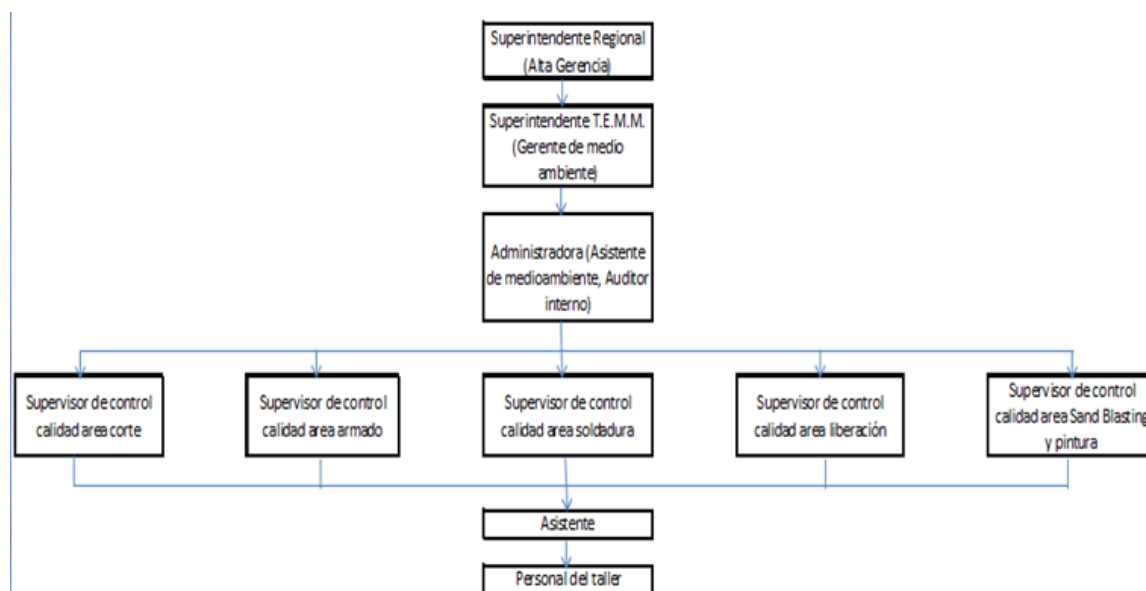 Superintendente Regional
(Alta Gerencia)
Superintendente T.E.M.M.
(Gerente de medio
ambiente)
Administradora (Asistente
de medioambiente, Auditor
interno)
Supervisor de control
calidad area corte
Supervisor de control
calidad area armado
Supervisor de control
calidad area soldadura
Supervisor de control
calidad area liberación
Supervisor de control
calidad area Sand Blasting
y pintura
Asistente
Personal del taller